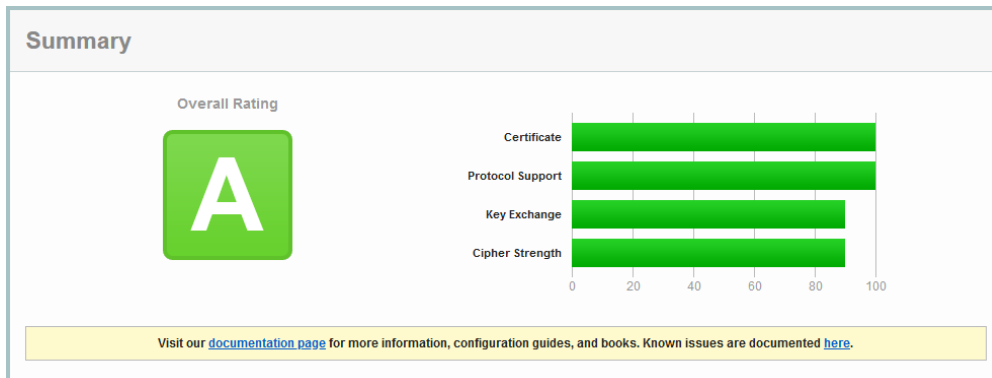 Summary
Overall Rating
A
Certificate
Protocol Support
Key Exchange
Cipher Strength
0 20 40 60 80 100
Visit our documentation page for more information, configuration guides, and books. Known issues are documented here.